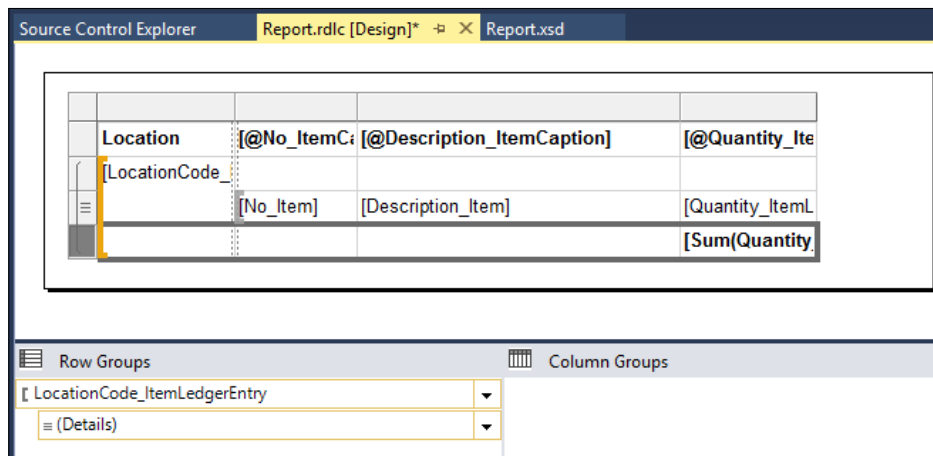 Source Control Explorer Report.rdlc [Design]* Report.xsd
Location [@No_ItemCa [@Description_ItemCaption] [@Quantity_Ite
[LocationCode_
[No_Item] [Description_Item] [Quantity_ItemL
[Sum(Quantity_
Row Groups Column Groups
LocationCode_ItemLedgerEntry
(Details)